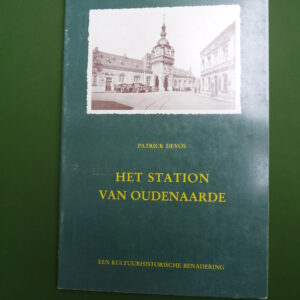 PATRICK DEVOS
HET STATION
VAN OUDENAARDE
EEN KULTUURHISTORISCHE BENADERING